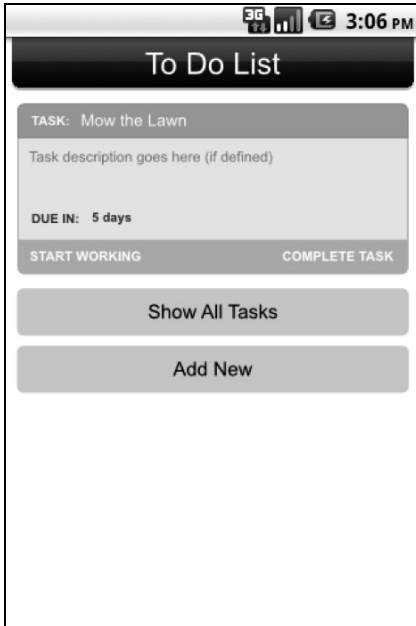 3G 3:06 PM
To Do List
TASK: Mow the Lawn
Task description goes here (if defined)
DUE IN: 5 days
START WORKING COMPLETE TASK
Show All Tasks
Add New